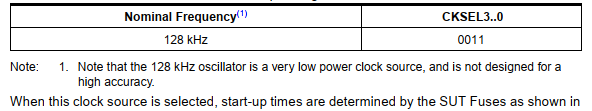 Nominal Frequency(1) CKSEL3..0
128 kHz 0011
Note: 1. Note that the 128 kHz oscillator is a very low power clock source, and is not designed for a
high accuracy.
When this clock source is selected, start-up times are determined by the SUT Fuses as shown in